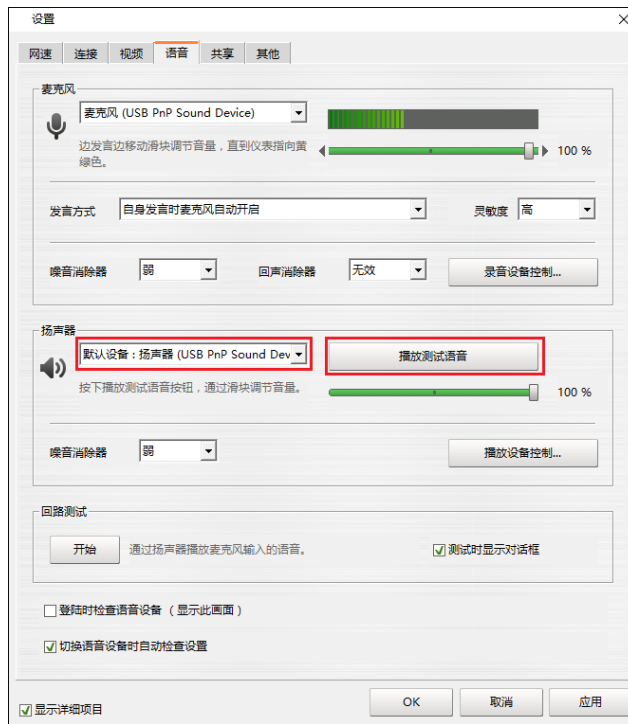 设置
网速 连接 视频 语音 共享 其他
麦克风
麦克风 (USB PnP Sound Device)
边发言边移动滑块调节音量，直到仪表指向黄
绿色。
100 %
发言方式 自身发言时麦克风自动开启 灵敏度 高
噪音消除器 弱 回声消除器 无效 录音设备控制...
扬声器
默认设备：扬声器 (USB PnP Sound Dev 播放测试语音
按下播放测试语音按钮，通过滑块调节音量。 100 %
噪音消除器 弱 播放设备控制...
回路测试
开始 通过扬声器播放麦克风输入的语音。 测试时显示对话框
登陆时检查语音设备（显示此画面）
切换语音设备时自动检查设置
显示详细项目 OK 取消 应用